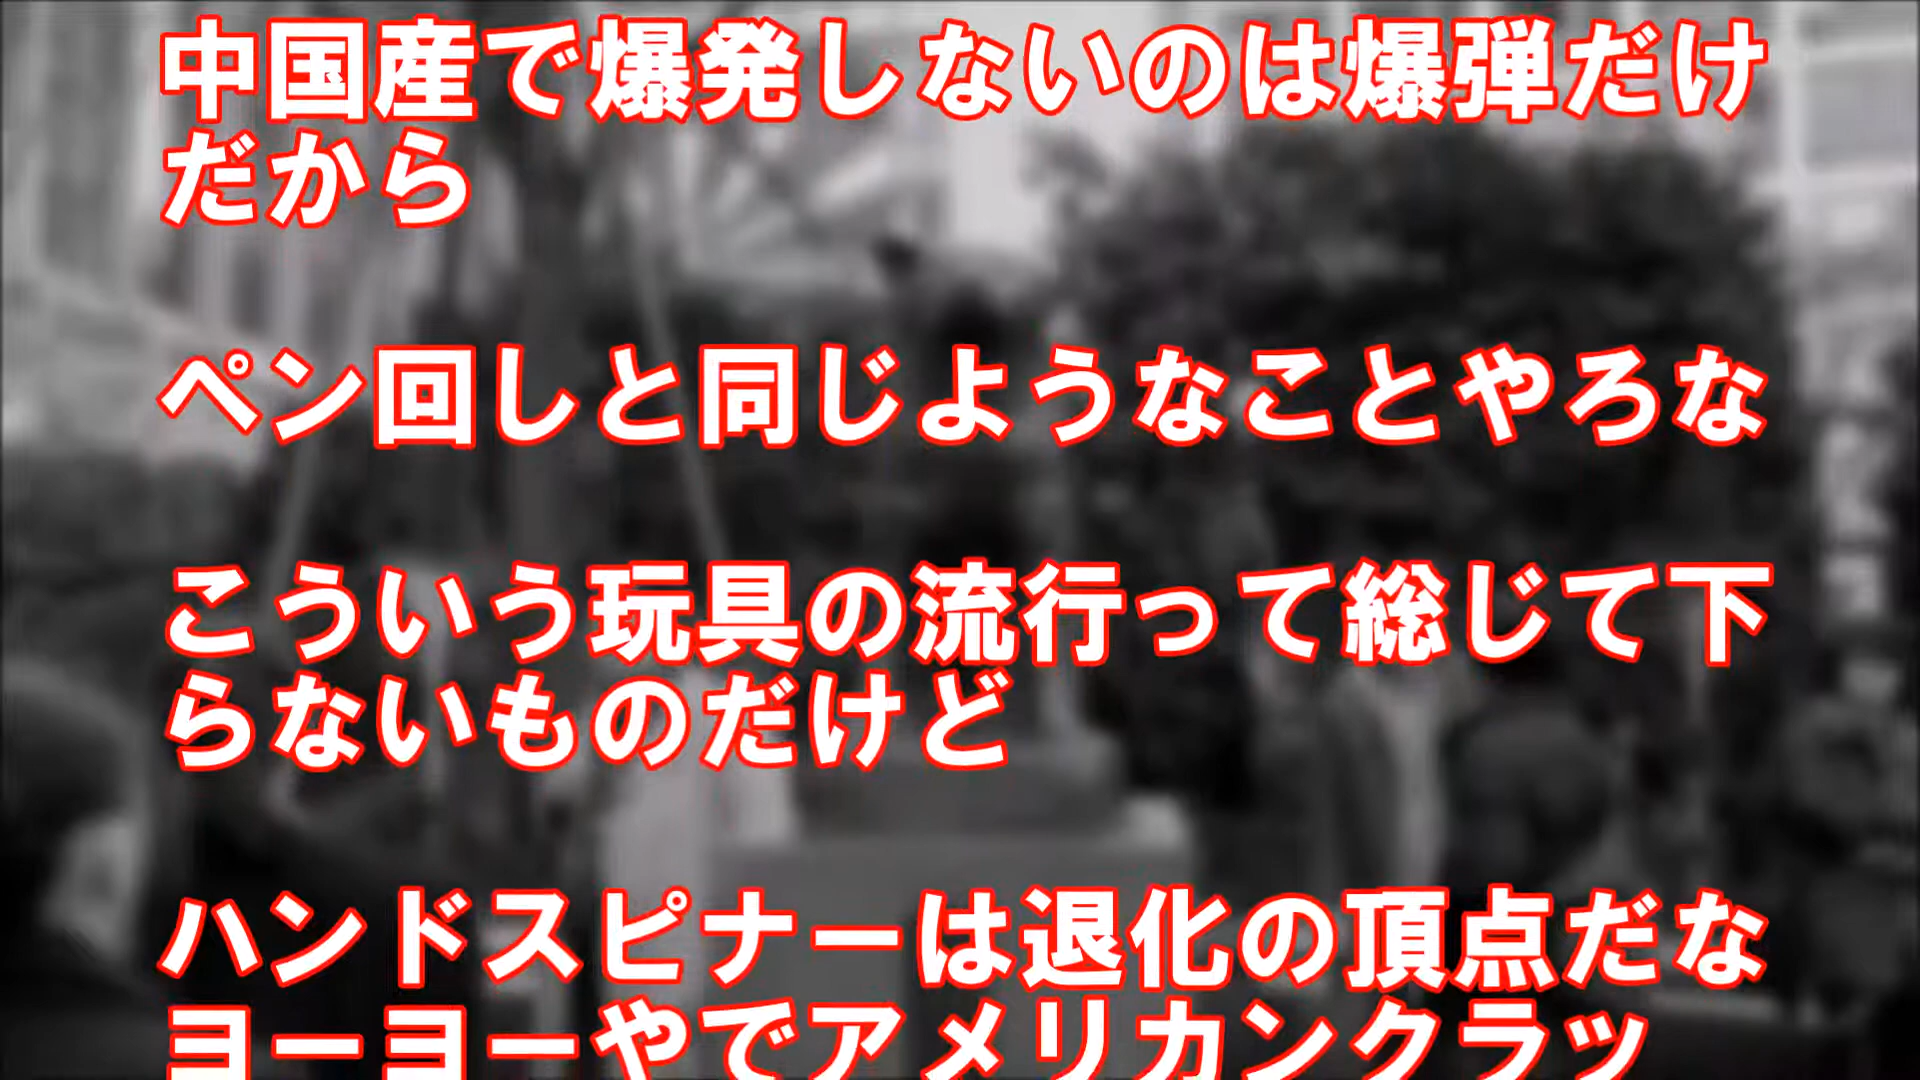 中国産で爆発しないのは爆弾だけ
だから
ペン回しと同じようなことやろな
こういう玩具の流行って総じて下
らないものだけど
ハンドスピナーは退化の頂点だな
ヨーヨーやでアメリカンクラッ